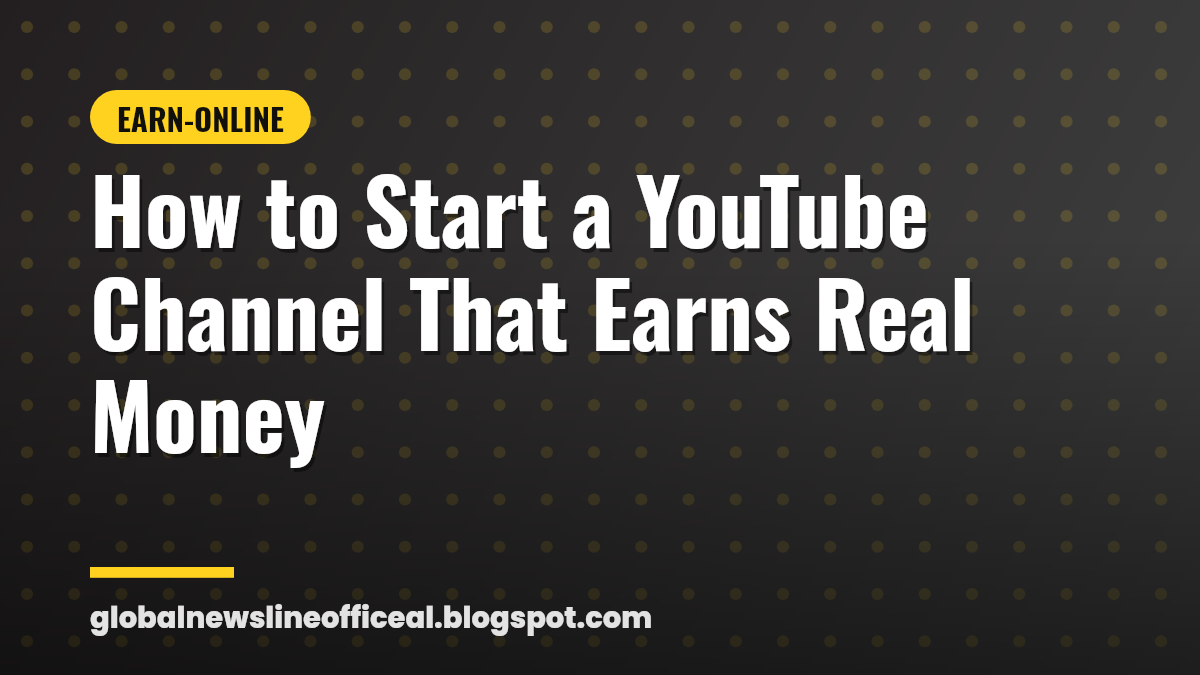 EARN-ONLINE
How to Start a YouTube
Channel That Earns Real
Money
globalnewslineofficeal.blogspot.com